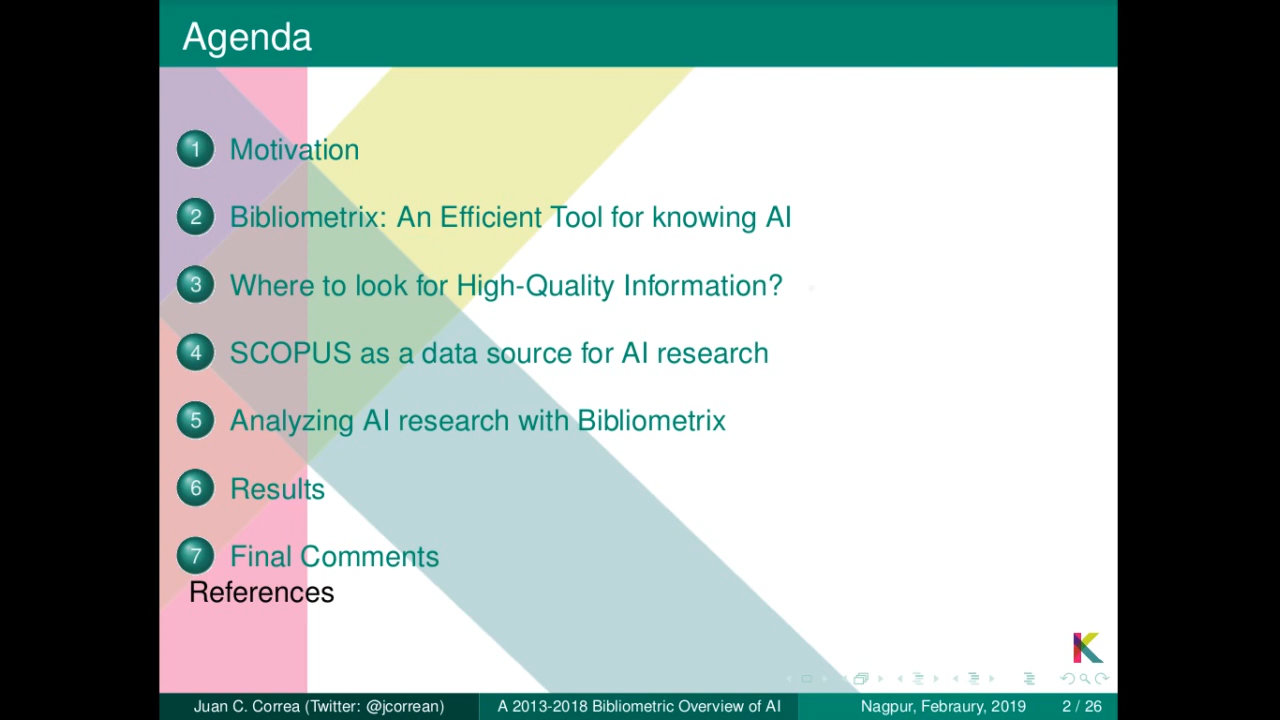 Agenda
1 Motivation
2 Bibliometrix: An Efficient Tool for knowing AI
3 Where to look for High-Quality Information?
4 SCOPUS as a data source for AI research
5 Analyzing AI research with Bibliometrix
6 Results
7 Final Comments
References
K
Juan C. Correa (Twitter: @jcorrean) A 2013-2018 Bibliometric Overview of AI Nagpur, Febraury, 2019 2 / 26